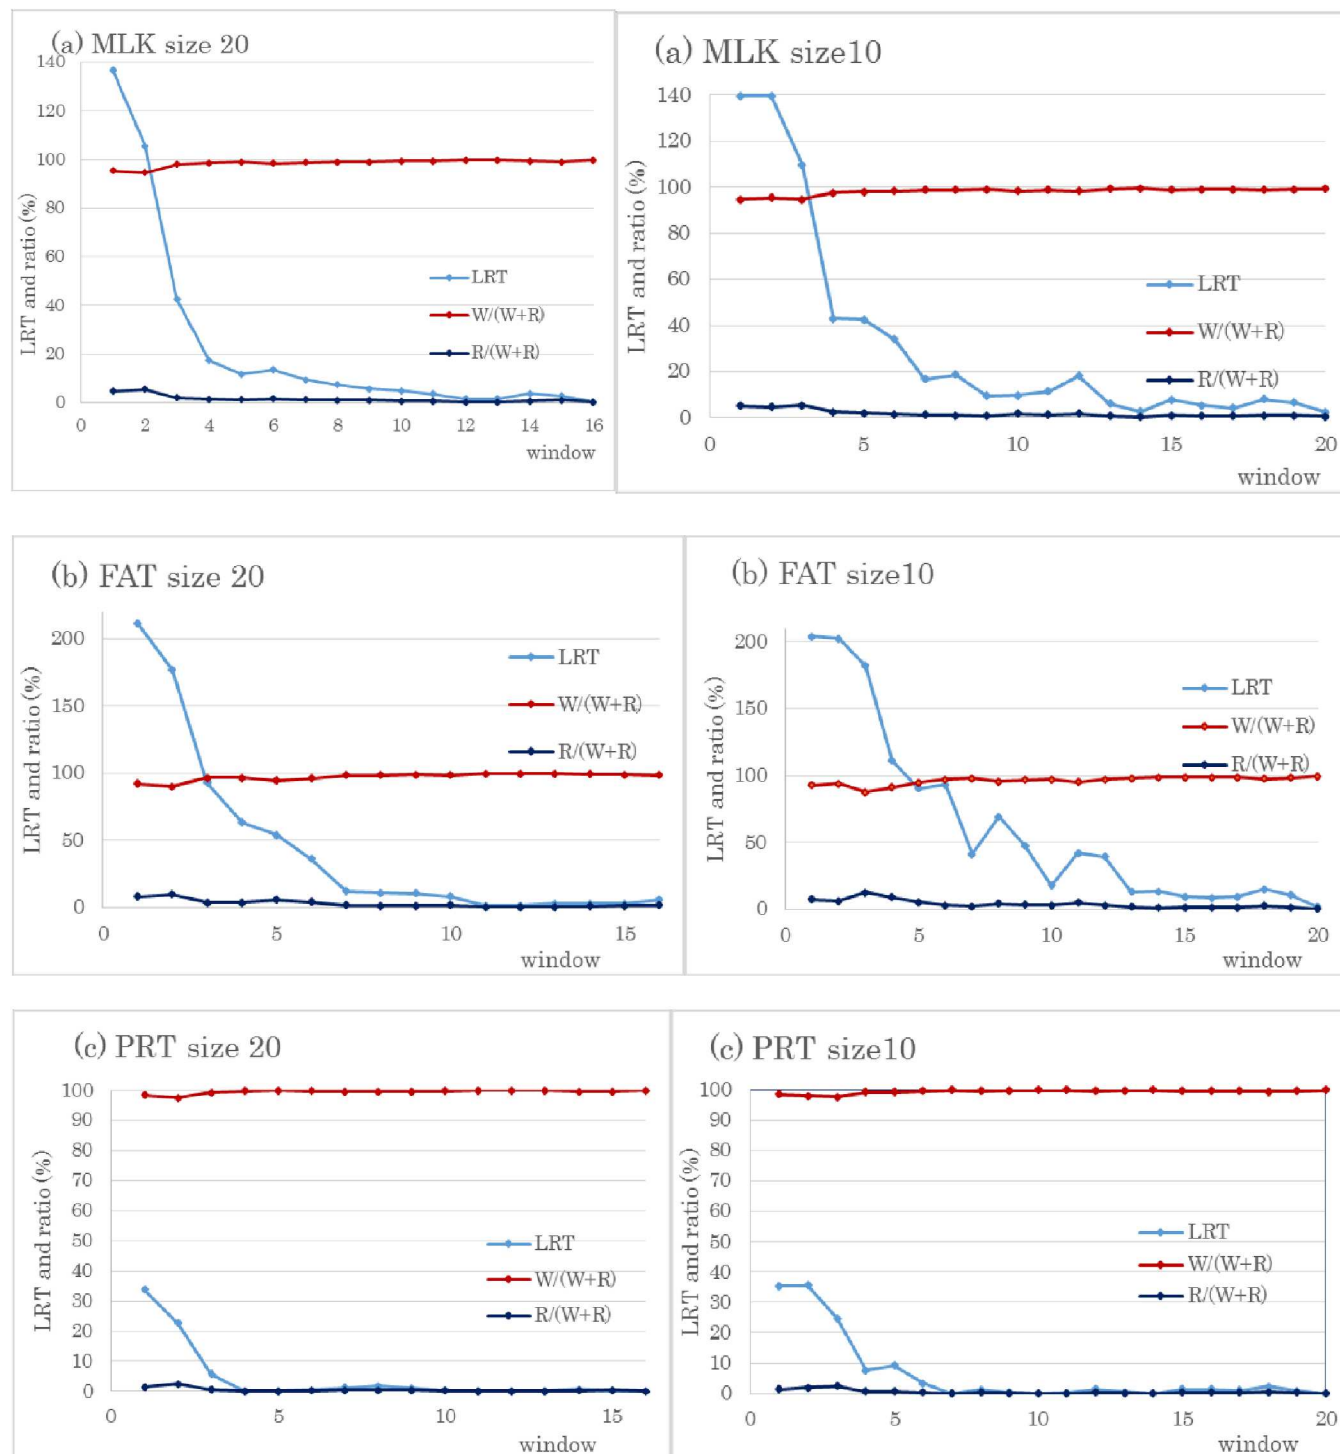 (a) MLK size 20
140
120
100
80
60
40
20
0
LRT and ratio (%)
0 2 4 6 8 10 12 14 16
window
LRT
W/(W+R)
R/(W+R)
(a) MLK size10
140
120
100
80
60
40
20
0
LRT and ratio (%)
0 5 10 15 20
window
LRT
W/(W+R)
R/(W+R)
(b) FAT size 20
200
150
100
50
0
LRT and ratio (%)
0 5 10 15
window
LRT
W/(W+R)
R/(W+R)
(b) FAT size10
200
150
100
50
0
LRT and ratio (%)
0 5 10 15 20
window
LRT
W/(W+R)
R/(W+R)
(c) PRT size 20
100
90
80
70
60
50
40
30
20
10
0
LRT and ratio (%)
0 5 10 15
window
LRT
W/(W+R)
R/(W+R)
(c) PRT size10
100
90
80
70
60
50
40
30
20
10
0
LRT and ratio (%)
0 5 10 15 20
window
LRT
W/(W+R)
R/(W+R)